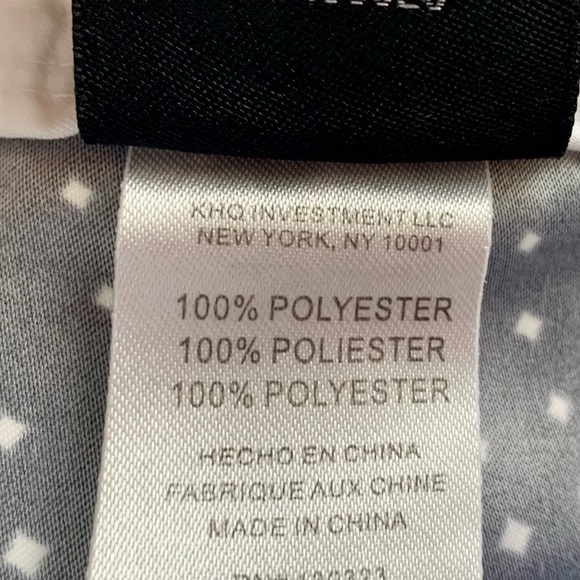 KHQ INVESTMENT LLC
NEW YORK, NY 10001
100% POLYESTER
100% POLIESTER
100% POLYESTER
HECHO EN CHINA
FABRIQUE AUX CHINE
MADE IN CHINA